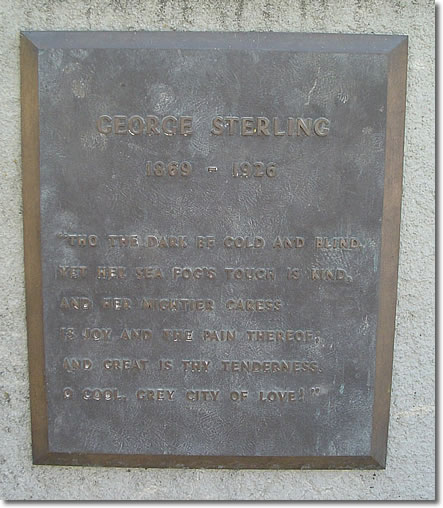 GEORGE STERLING
1869 - 1926
"THO THE DARK BE COLD AND BLIND,
YET HER SEA FOG'S TOUCH IS KIND,
AND HER MIGHTIER CARESS
IS JOY AND THE PAIN THEREOF;
AND GREAT IS THY TENDERNESS,
O COOL, GREY CITY OF LOVE!"